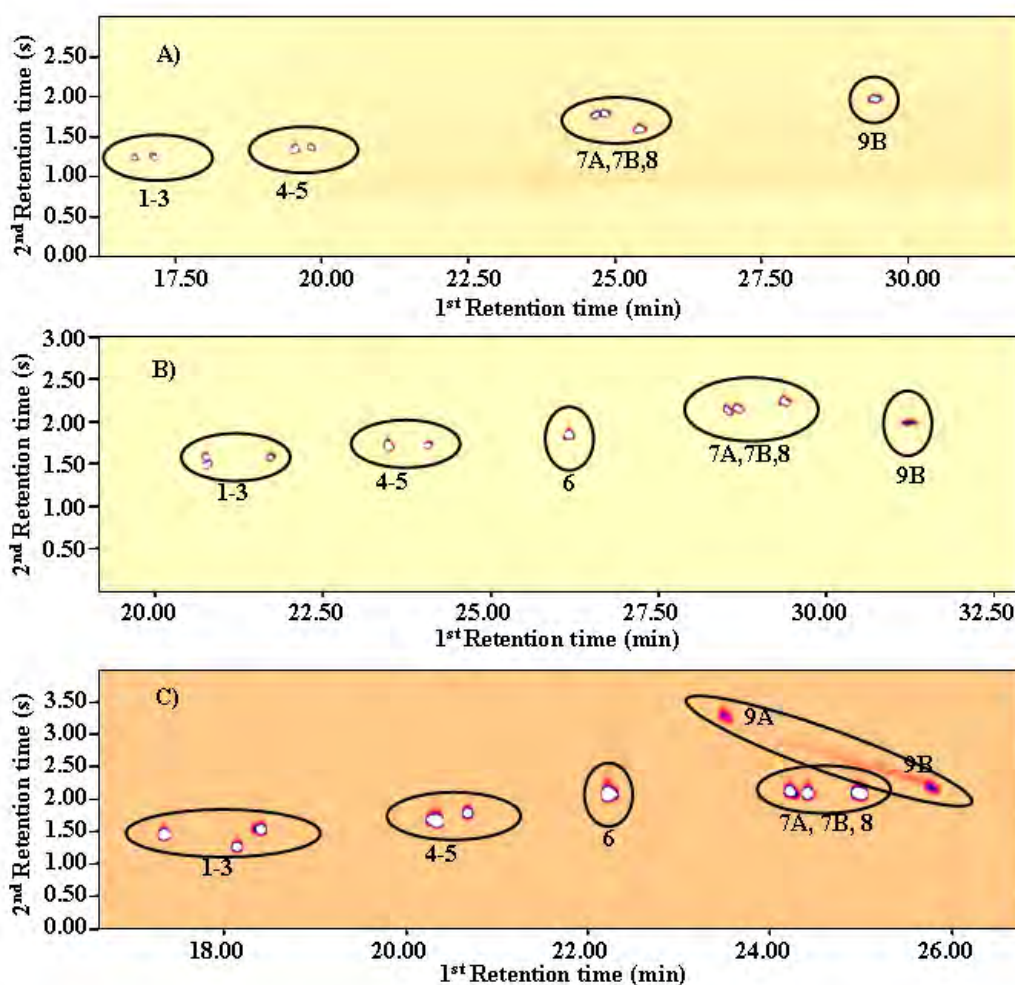 A)
2nd Retention time (s)
2.50
2.00
1.50
1.00
0.50
0.00
1-3
4-5
7A,7B,8
9B
17.50 20.00 22.50 25.00 27.50 30.00
1st Retention time (min)
B)
2nd Retention time (s)
3.00
2.50
2.00
1.50
1.00
0.50
1-3
4-5
6
7A,7B,8
9B
20.00 22.50 25.00 27.50 30.00 32.50
1st Retention time (min)
C)
2nd Retention time (s)
3.50
3.00
2.50
2.00
1.50
1.00
0.50
0.00
9A
9B
1-3
4-5
6
7A, 7B, 8
18.00 20.00 22.00 24.00 26.00
1st Retention time (min)